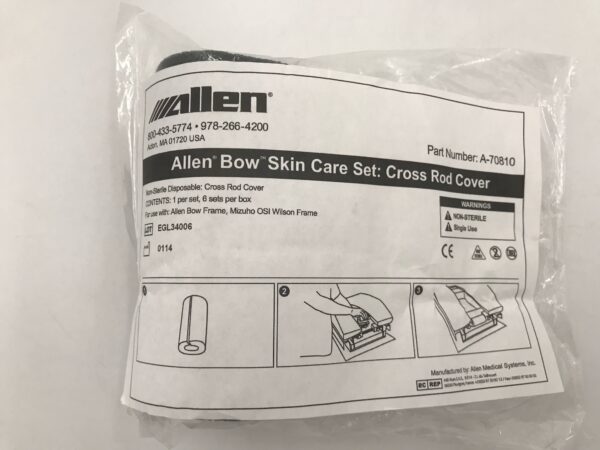 Allen®
800-433-5774 • 978-266-4200
Acton, MA 01720 USA
Part Number: A-70810
Allen® Bow™ Skin Care Set: Cross Rod Cover
Non-Sterile Disposable: Cross Rod Cover
CONTENTS: 1 per set, 6 sets per box
For use with: Allen Bow Frame, Mizuho OSI Wilson Frame
LOT EGL34006
0114
WARNINGS
NON-STERILE
Single Use
CE
1
2
3
Manufactured by: Allen Medical Systems, Inc.
EC REP